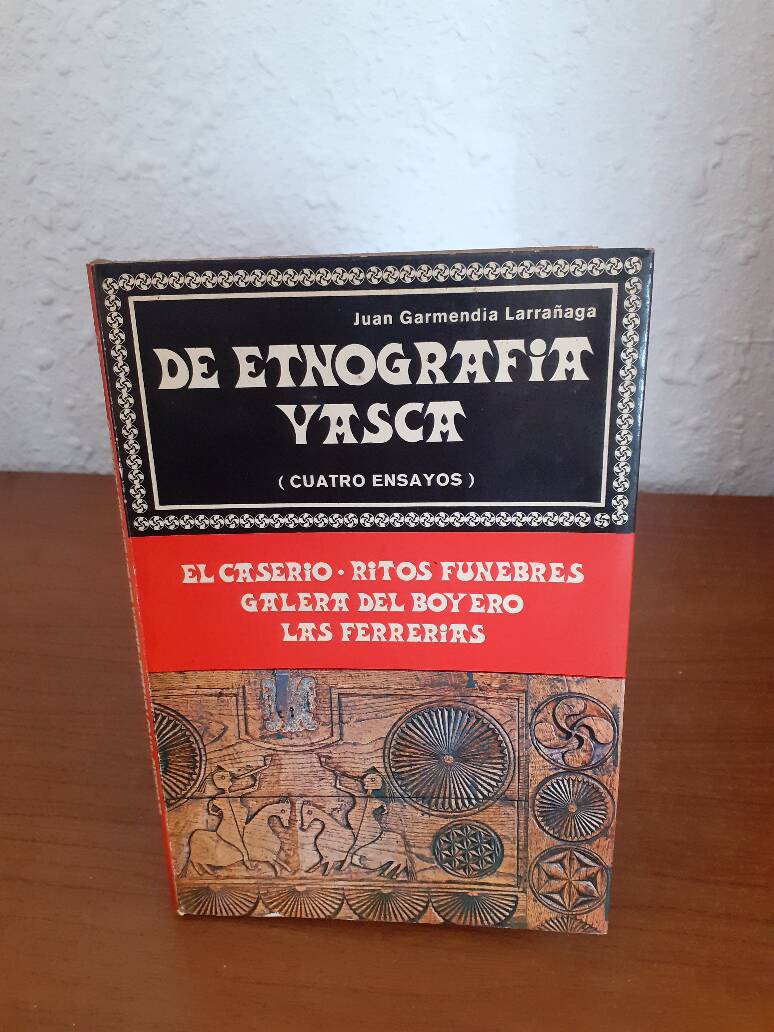 Juan Garmendia Larrañaga
DE ETNOGRAFiA
VASCA
( CUATRO ENSAYOS )
EL CASERiO • RiTOS FUNEBRES
GALERA DEL BOYERO
LAS FERRERiAS